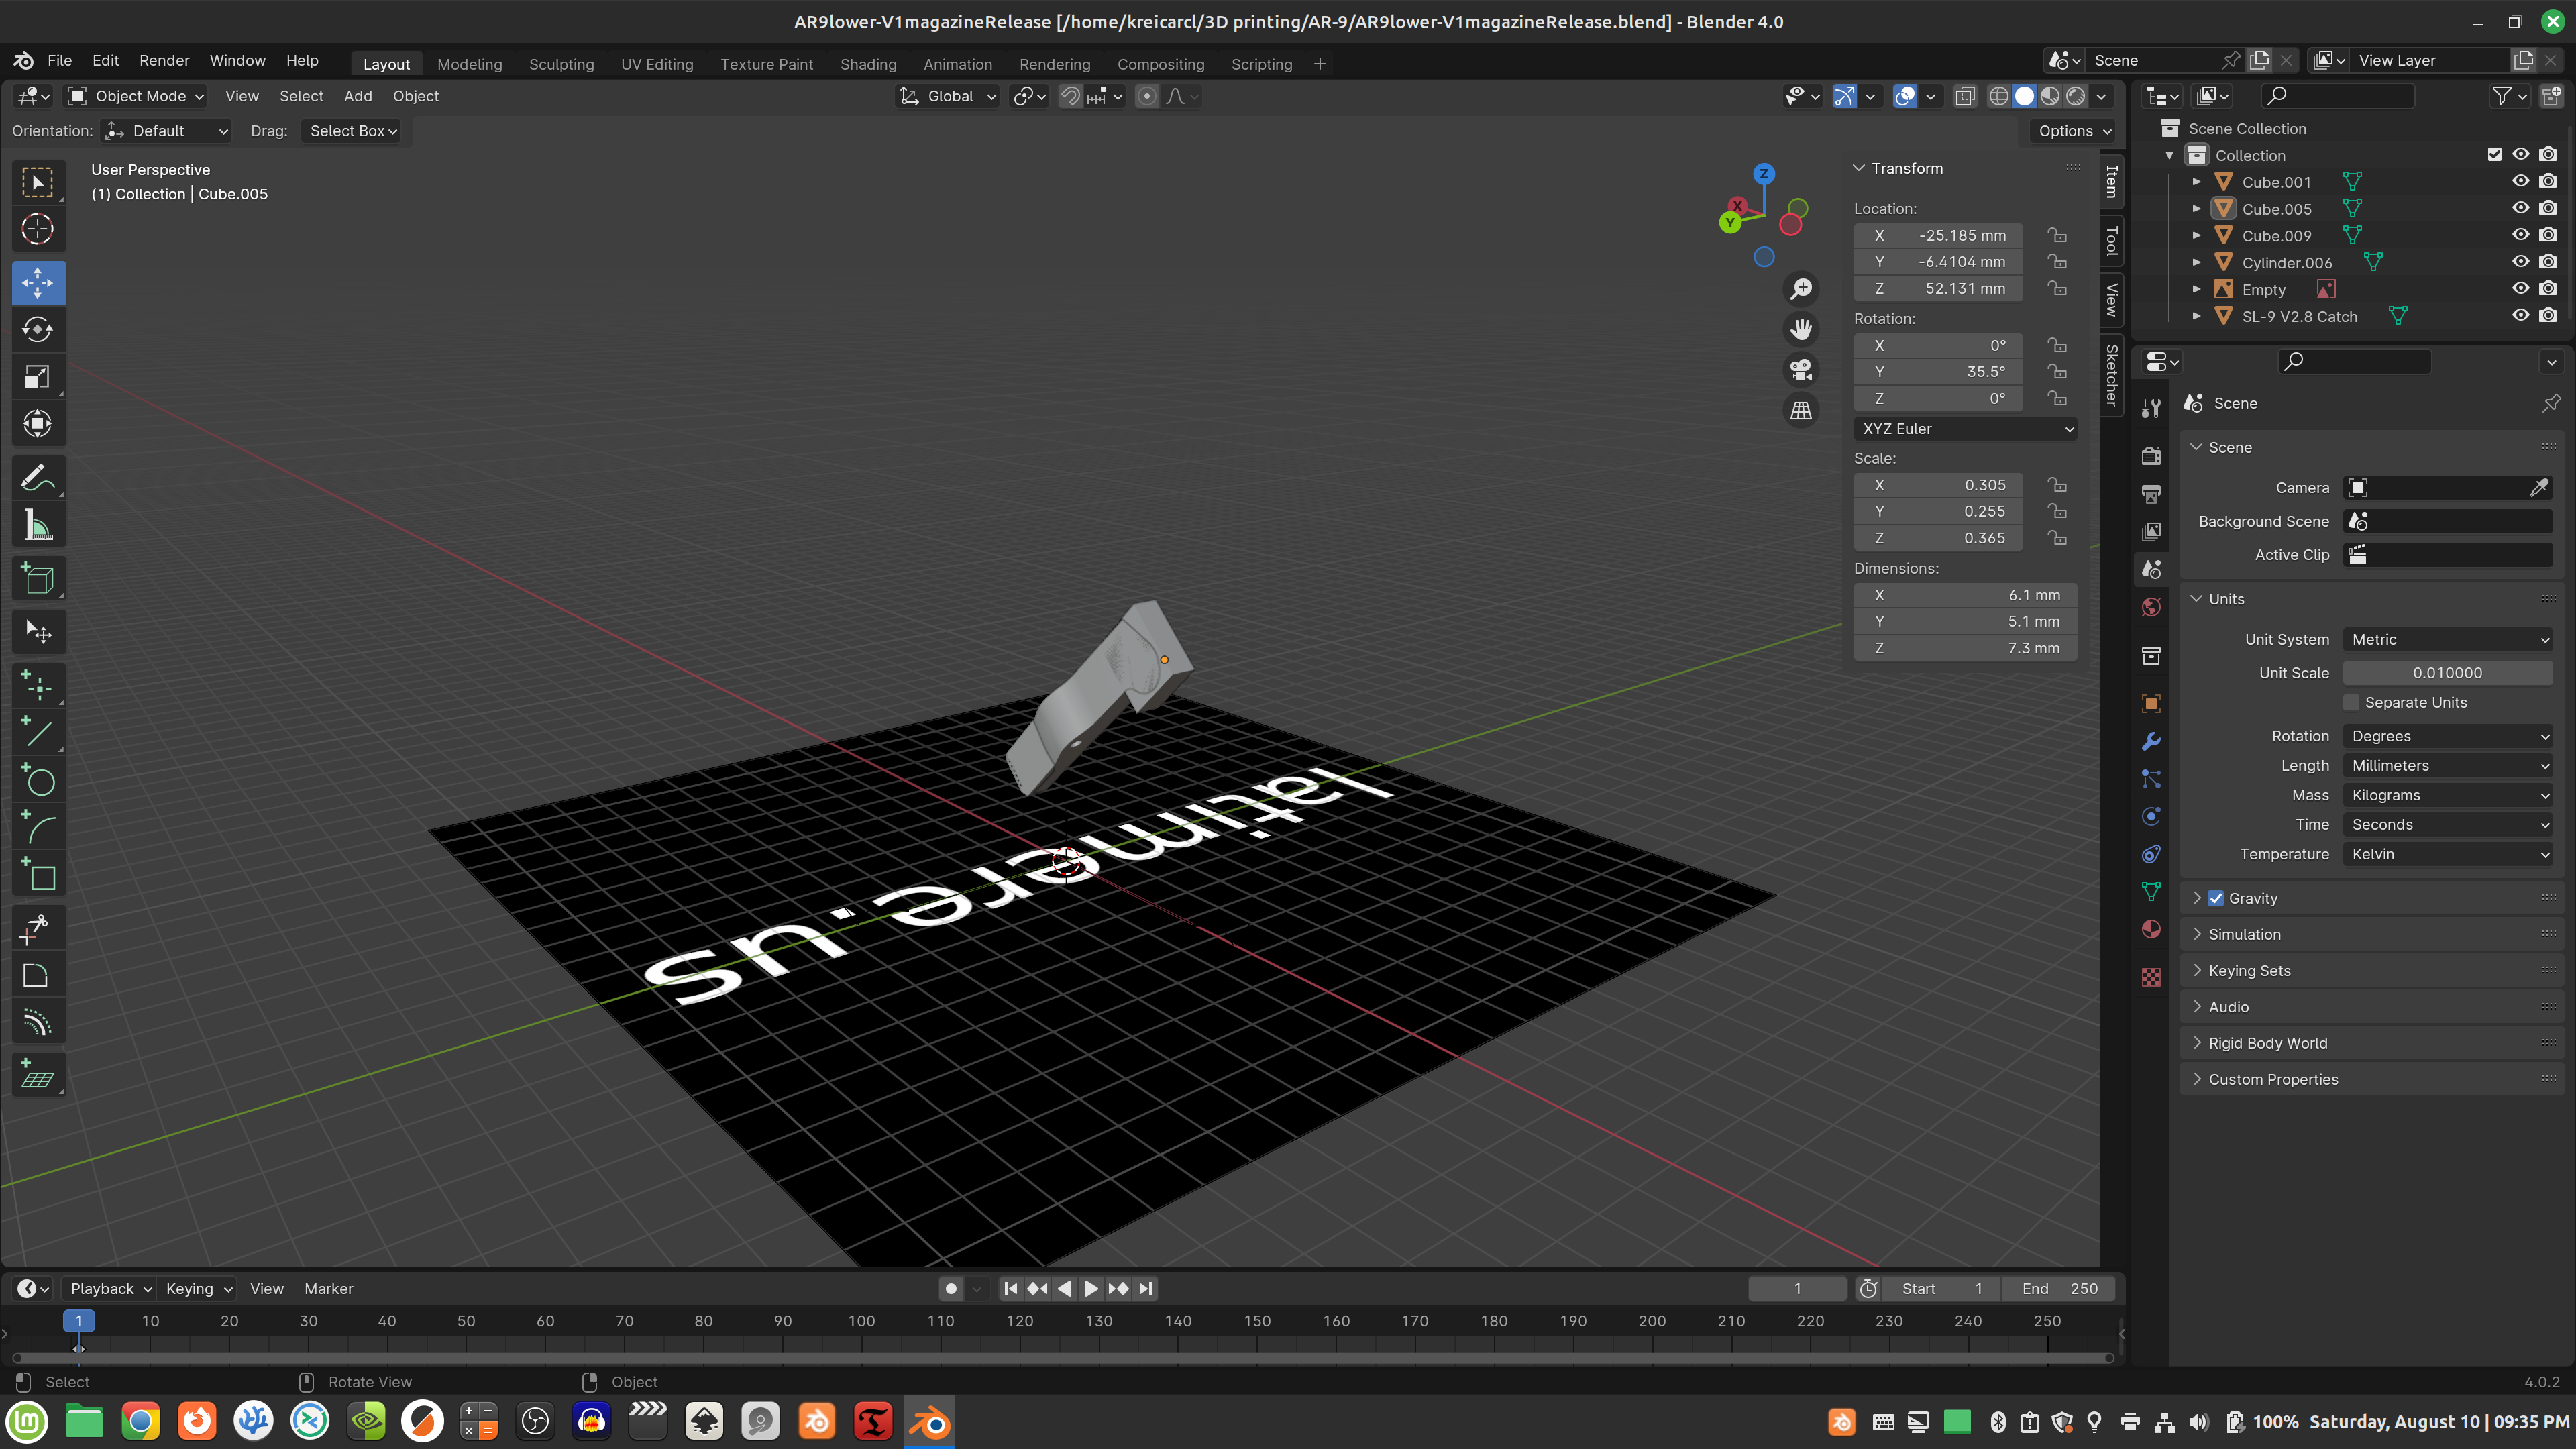 AR9lower-V1magazineRelease [/home/kreicarcl/3D printing/AR-9/AR9lower-V1magazineRelease.blend] - Blender 4.0
File Edit Render Window Help Layout Modeling Sculpting UV Editing Texture Paint Shading Animation Rendering Compositing Scripting + Scene View Layer
Object Mode View Select Add Object Global
Orientation: Default Drag: Select Box Options
User Perspective
(1) Collection | Cube.005
Z
X
Y
Transform
Location:
X -25.185 mm
Y -6.4104 mm
Z 52.131 mm
Rotation:
X 0°
Y 35.5°
Z 0°
XYZ Euler
Scale:
X 0.305
Y 0.255
Z 0.365
Dimensions:
X 6.1 mm
Y 5.1 mm
Z 7.3 mm
Item
Tool
View
Sketcher
Scene Collection
Collection
Cube.001
Cube.005
Cube.009
Cylinder.006
Empty
SL-9 V2.8 Catch
Scene
Scene
Camera
Background Scene
Active Clip
Units
Unit System Metric
Unit Scale 0.010000
Separate Units
Rotation Degrees
Length Millimeters
Mass Kilograms
Time Seconds
Temperature Kelvin
Gravity
Simulation
Keying Sets
Audio
Rigid Body World
Custom Properties
Playback Keying View Marker 1 Start 1 End 250
1 10 20 30 40 50 60 70 80 90 100 110 120 130 140 150 160 170 180 190 200 210 220 230 240 250
Select Rotate View Object 4.0.2
100% Saturday, August 10 | 09:35 PM